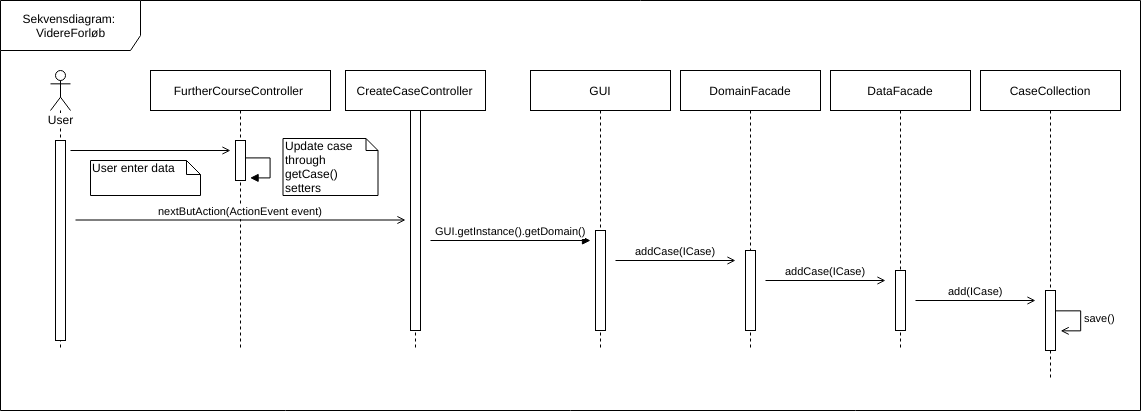 Sekvensdiagram:
VidereForløb
User
FurtherCourseController
CreateCaseController
GUI
DomainFacade
DataFacade
CaseCollection
User enter data
Update case
through
getCase()
setters
nextButAction(ActionEvent event)
GUI.getInstance().getDomain()
addCase(ICase)
addCase(ICase)
add(ICase)
save()